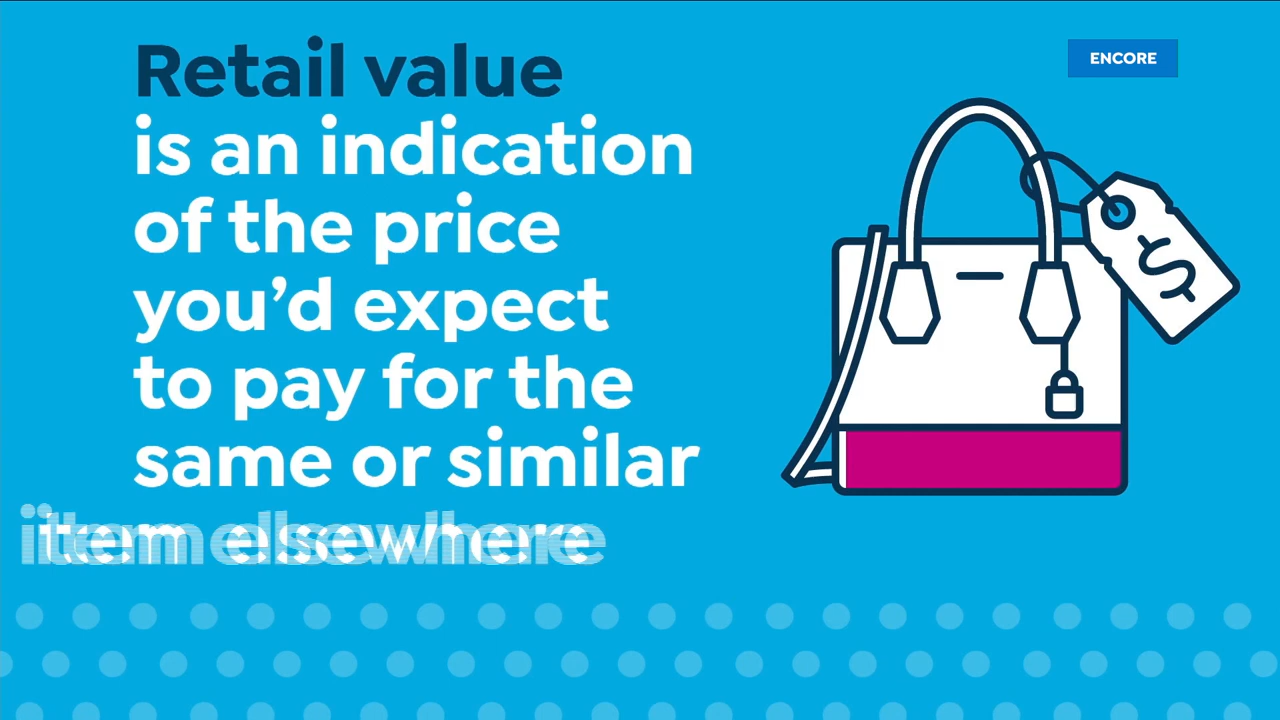 Retail value
ENCORE
is an indication
of the price
you'd expect
to pay for the
same or similar
item elsewhere
$